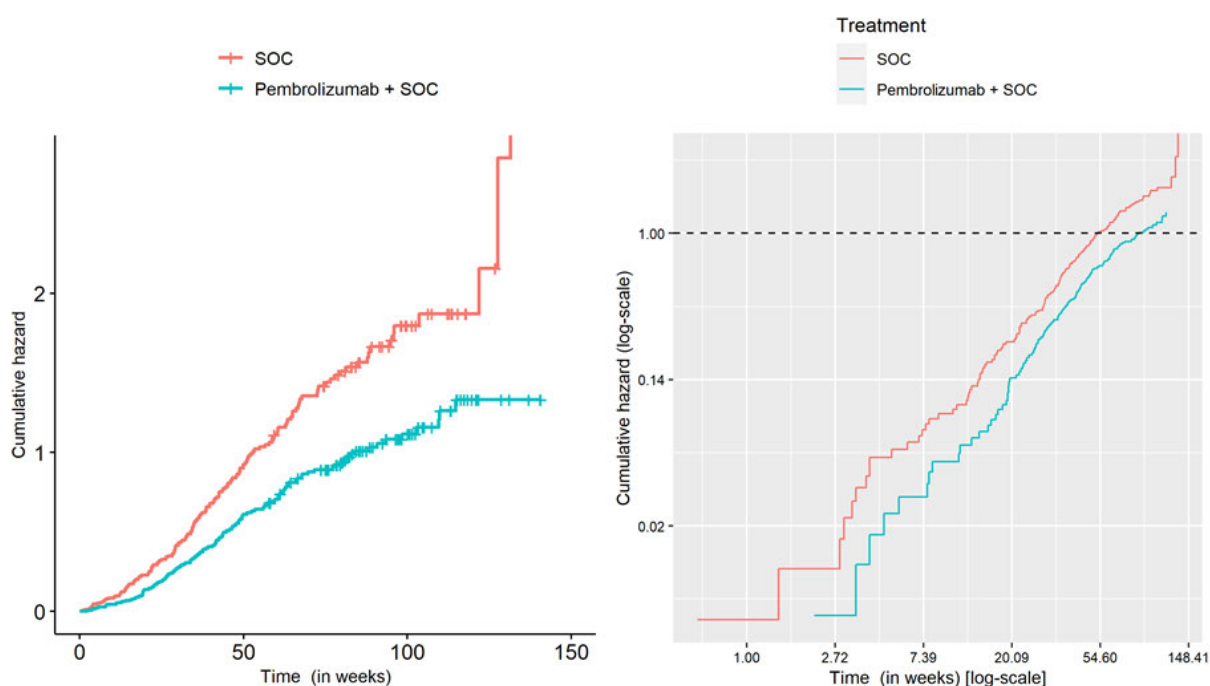 SOC
Pembrolizumab + SOC
Cumulative hazard
2
1
0
0 50 100 150
Time (in weeks)
Treatment
SOC
Pembrolizumab + SOC
Cumulative hazard (log-scale)
1.00
0.14
0.02
1.00 2.72 7.39 20.09 54.60 148.41
Time (in weeks) [log-scale]